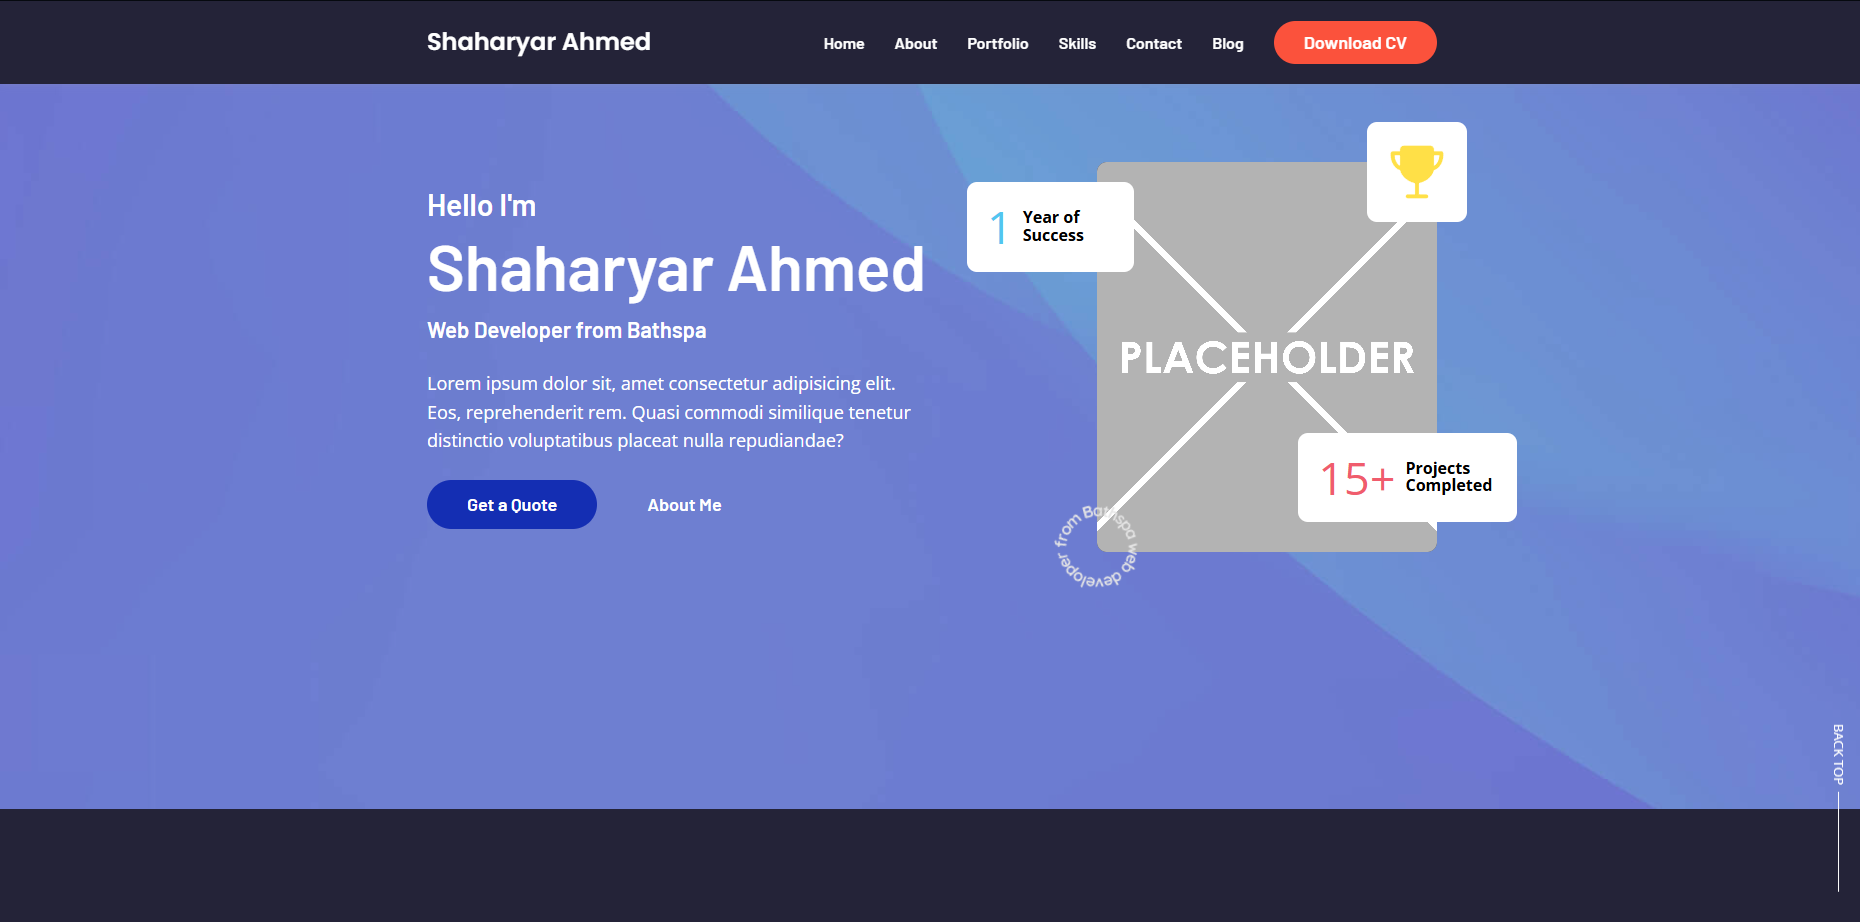 Shaharyar Ahmed
Home
About
Portfolio
Skills
Contact
Blog
Download CV
Hello I'm
Shaharyar Ahmed
Web Developer from Bathspa
Lorem ipsum dolor sit, amet consectetur adipisicing elit.
Eos, reprehenderit rem. Quasi commodi similique tenetur
distinctio voluptatibus placeat nulla repudiandae?
Get a Quote
About Me
1
Year of
Success
PLACEHOLDER
15+
Projects
Completed
web developer from Bathspa
BACK TOP